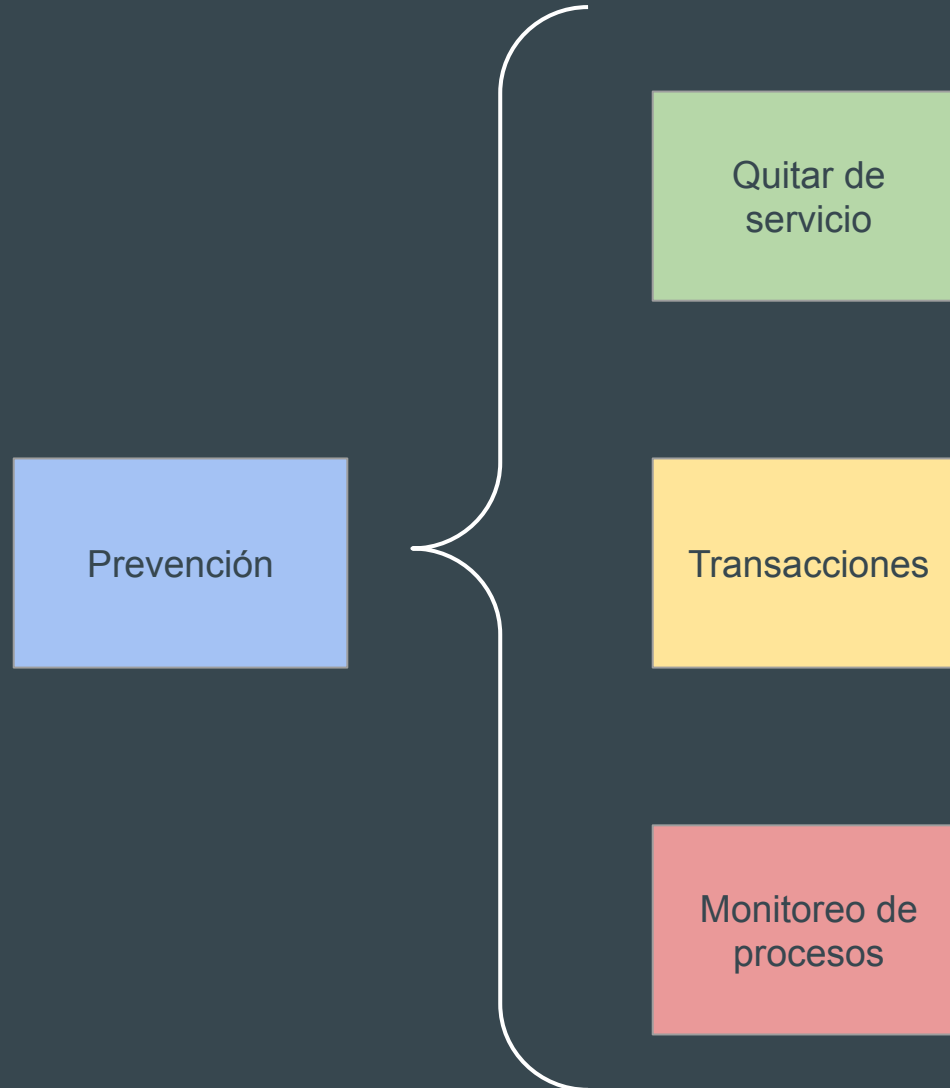 Quitar de
servicio
Prevención
Transacciones
Monitoreo de
procesos